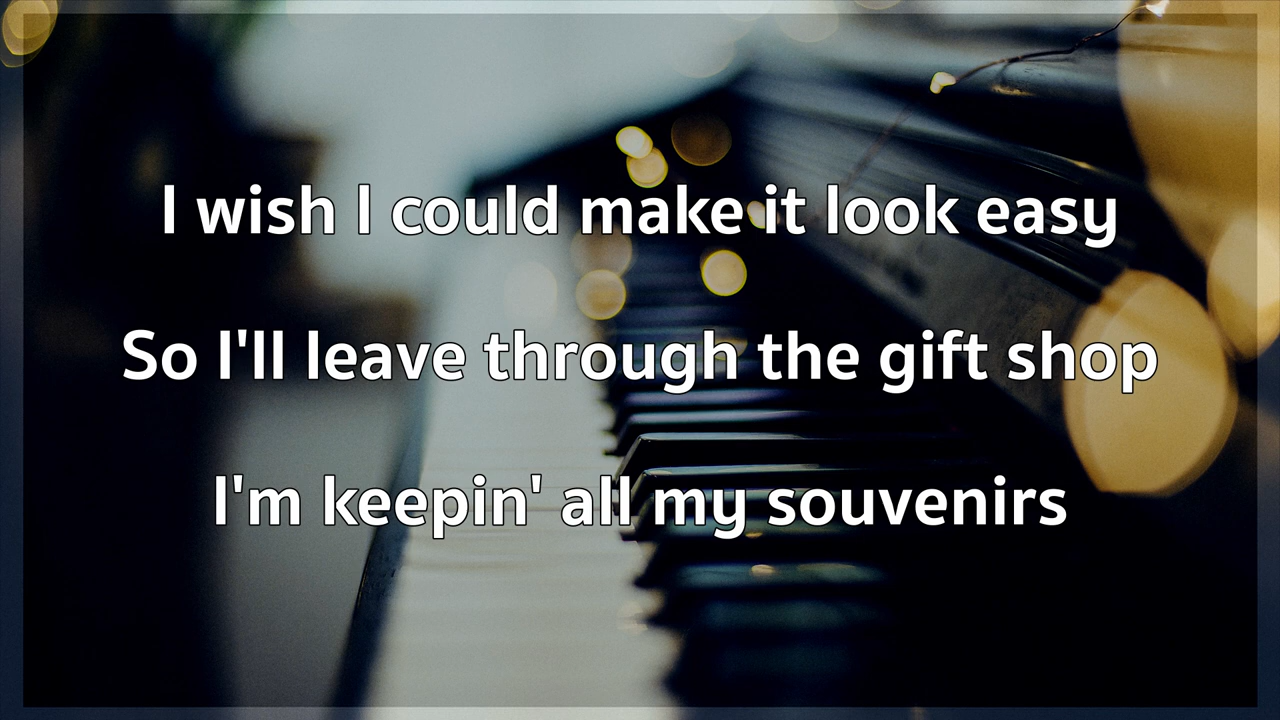 I wish I could make it look easy
So I'll leave through the gift shop
I'm keepin' all my souvenirs